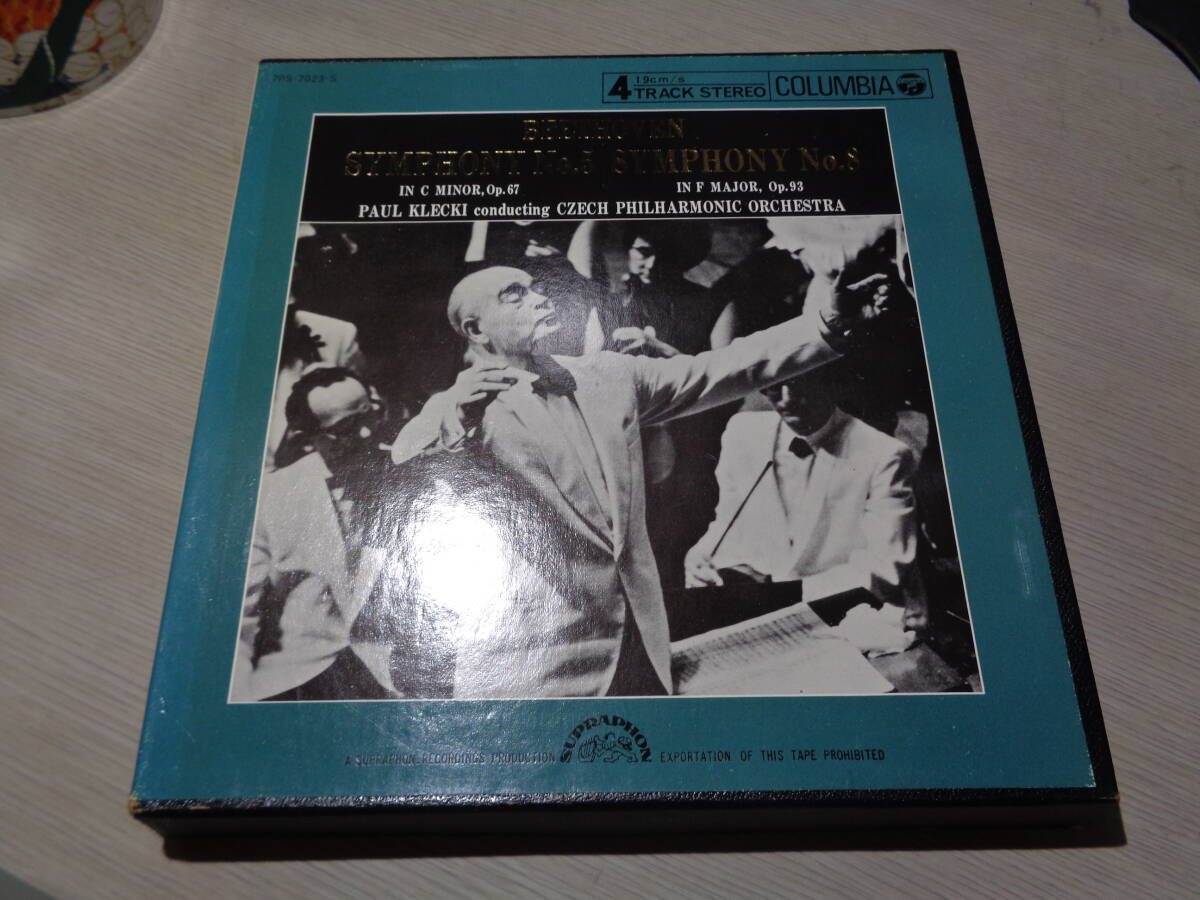 7PS-7023-S
4 19cm/s TRACK STEREO COLUMBIA
BEETHOVEN
SYMPHONY No.5 SYMPHONY No.8
IN C MINOR, Op.67 IN F MAJOR, Op.93
PAUL KLECKI conducting CZECH PHILHARMONIC ORCHESTRA
A SUPRAPHON RECORDINGS PRODUCTION SUPRAPHON EXPORTATION OF THIS TAPE PROHIBITED